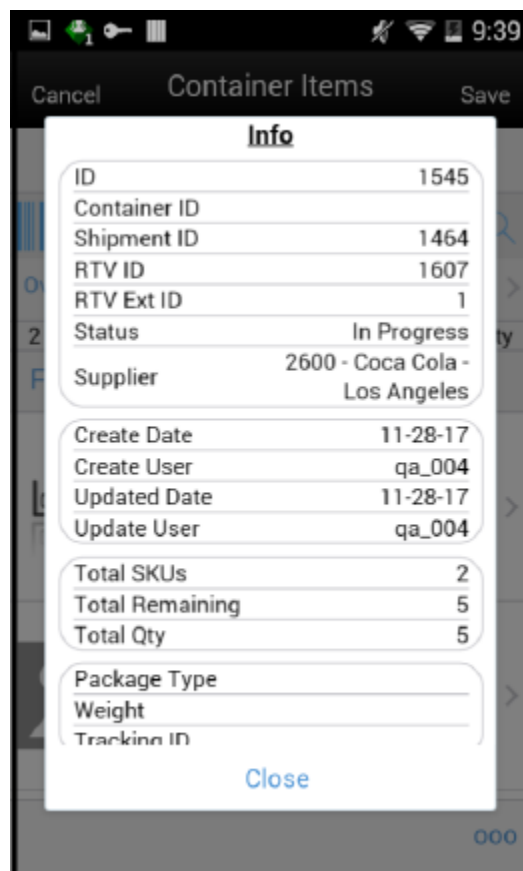 1
9:39
Cancel
Container Items
Save
Info
ID 1545
Container ID
Shipment ID 1464
RTV ID 1607
RTV Ext ID 1
Status In Progress
Supplier 2600 - Coca Cola -
Los Angeles
2
ty
F
Create Date 11-28-17
Create User qa_004
Updated Date 11-28-17
Update User qa_004
Total SKUs 2
Total Remaining 5
Total Qty 5
Package Type
Weight
Tracking ID
Close